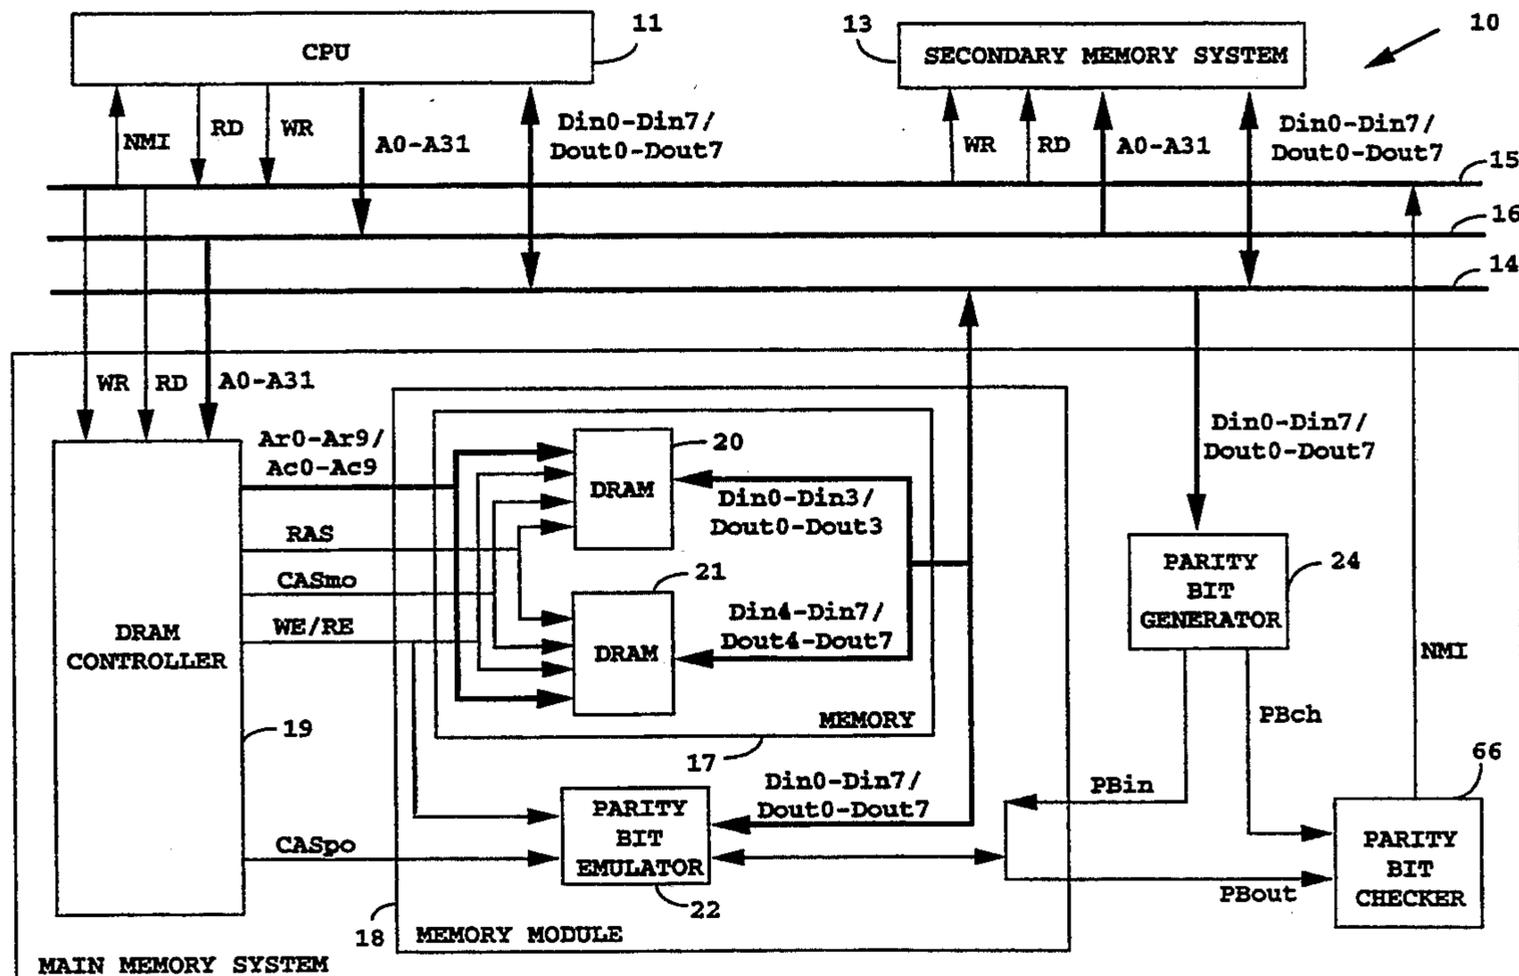 10
CPU
11
13
SECONDARY MEMORY SYSTEM
NMI
RD
WR
A0-A31
Din0-Din7/
Dout0-Dout7
WR
RD
A0-A31
Din0-Din7/
Dout0-Dout7
15
16
14
WR
RD
A0-A31
Ar0-Ar9/
Ac0-Ac9
RAS
CASmo
WE/RE
DRAM
CONTROLLER
19
CASpo
20
DRAM
Din0-Din3/
Dout0-Dout3
21
DRAM
Din4-Din7/
Dout4-Dout7
MEMORY
17
Din0-Din7/
Dout0-Dout7
PARITY
BIT
EMULATOR
22
18
MEMORY MODULE
Din0-Din7/
Dout0-Dout7
PARITY
BIT
GENERATOR
24
NMI
PBch
PBin
PBout
66
PARITY
BIT
CHECKER
MAIN MEMORY SYSTEM